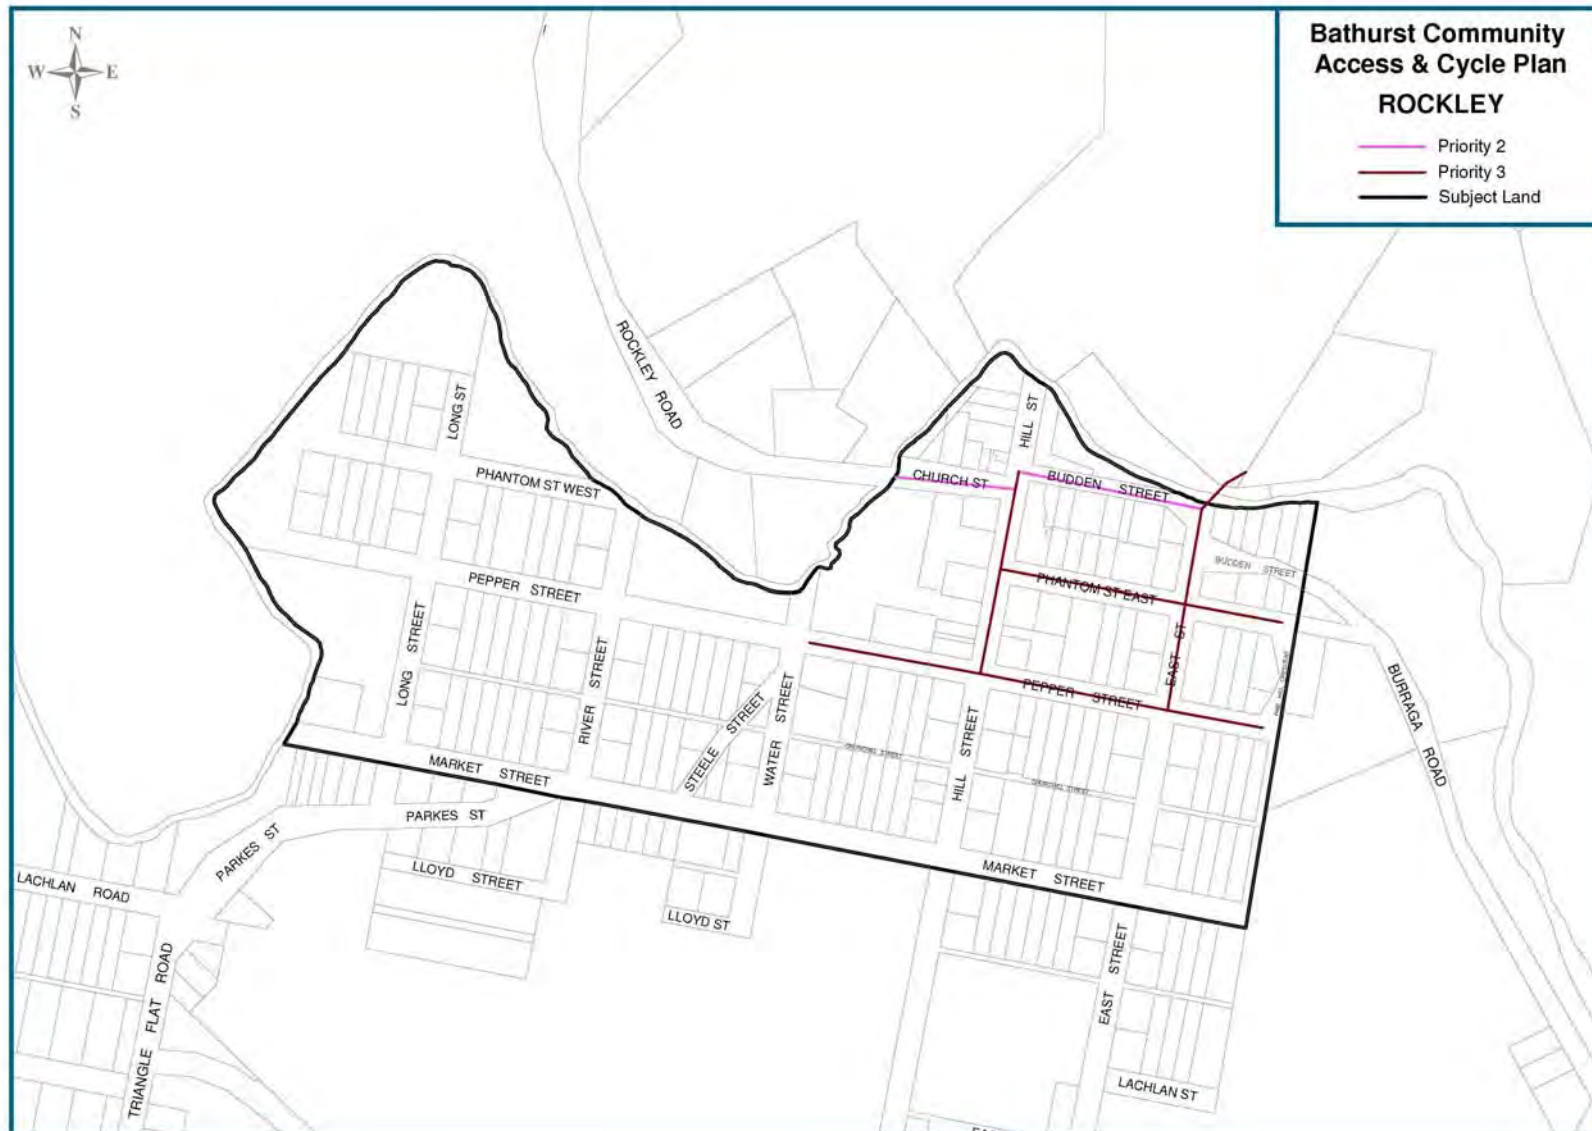 N
W E
S
Bathurst Community
Access & Cycle Plan
ROCKLEY
Priority 2
Priority 3
Subject Land
ROCKLEY ROAD
LONG ST
HILL ST
PHANTOM ST WEST
CHURCH ST
BUDDEN STREET
BUDDEN STREET
PEPPER STREET
PHANTOM ST EAST
LONG STREET
RIVER STREET
EAST ST
PEPPER STREET
STEELE STREET
WATER STREET
HILL STREET
BURRAGA ROAD
MARKET STREET
PARKES ST
PARKES ST
LLOYD STREET
MARKET STREET
LACHLAN ROAD
LLOYD ST
TRIANGLE FLAT ROAD
EAST STREET
LACHLAN ST